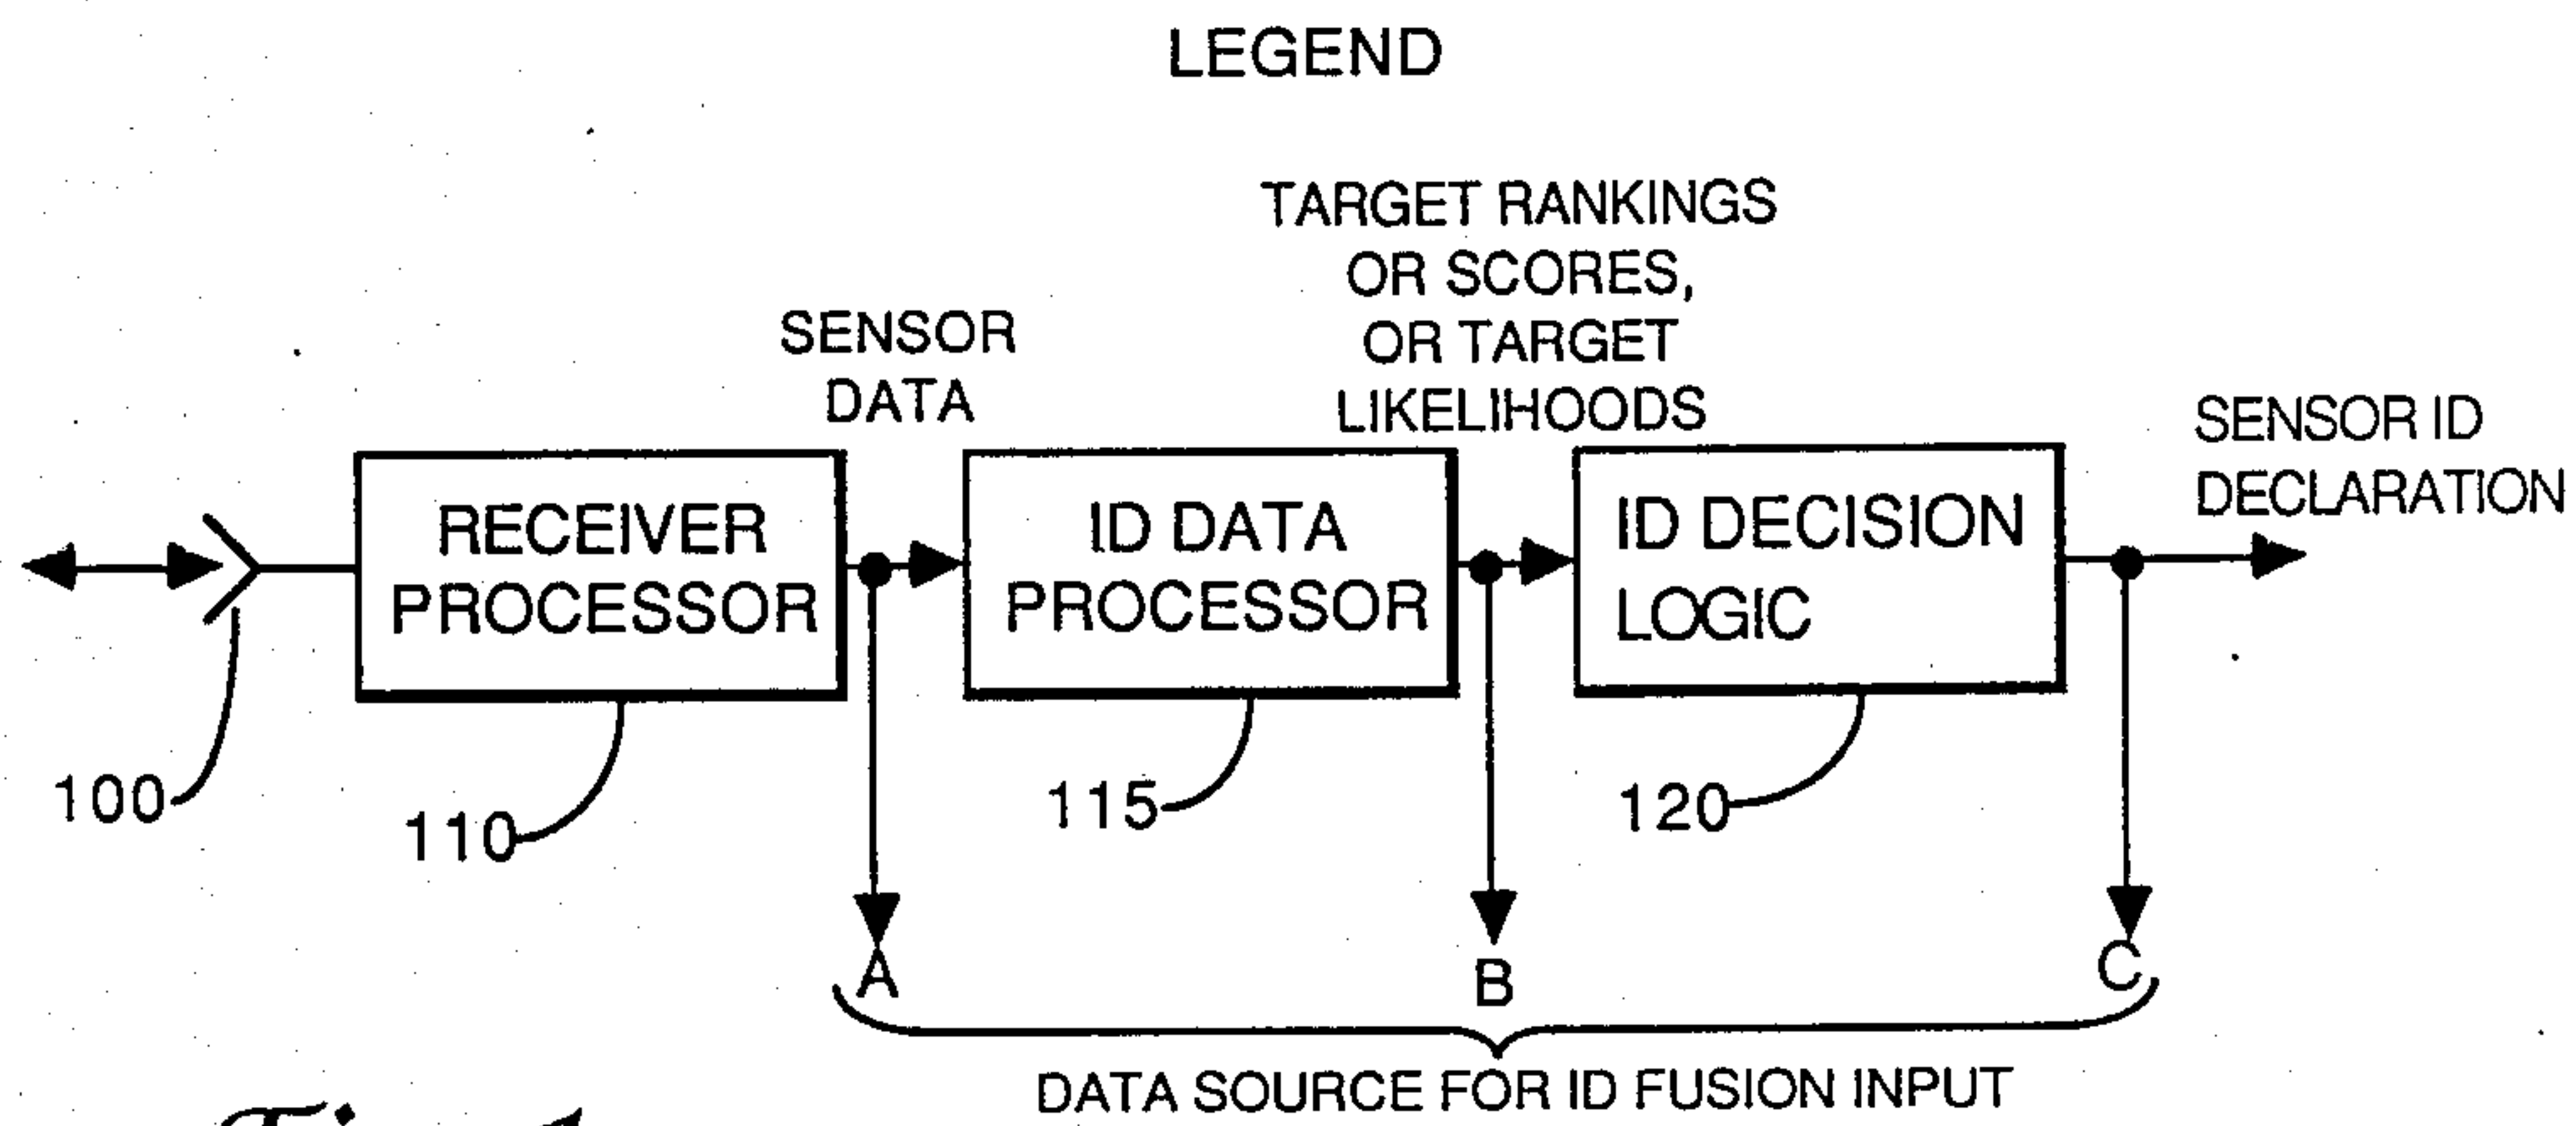 LEGEND
TARGET RANKINGS
OR SCORES,
OR TARGET
LIKELIHOODS
SENSOR
DATA
SENSOR ID
DECLARATION
RECEIVER
PROCESSOR
ID DATA
PROCESSOR
ID DECISION
LOGIC
100
110
115
120
A
B
C
DATA SOURCE FOR ID FUSION INPUT